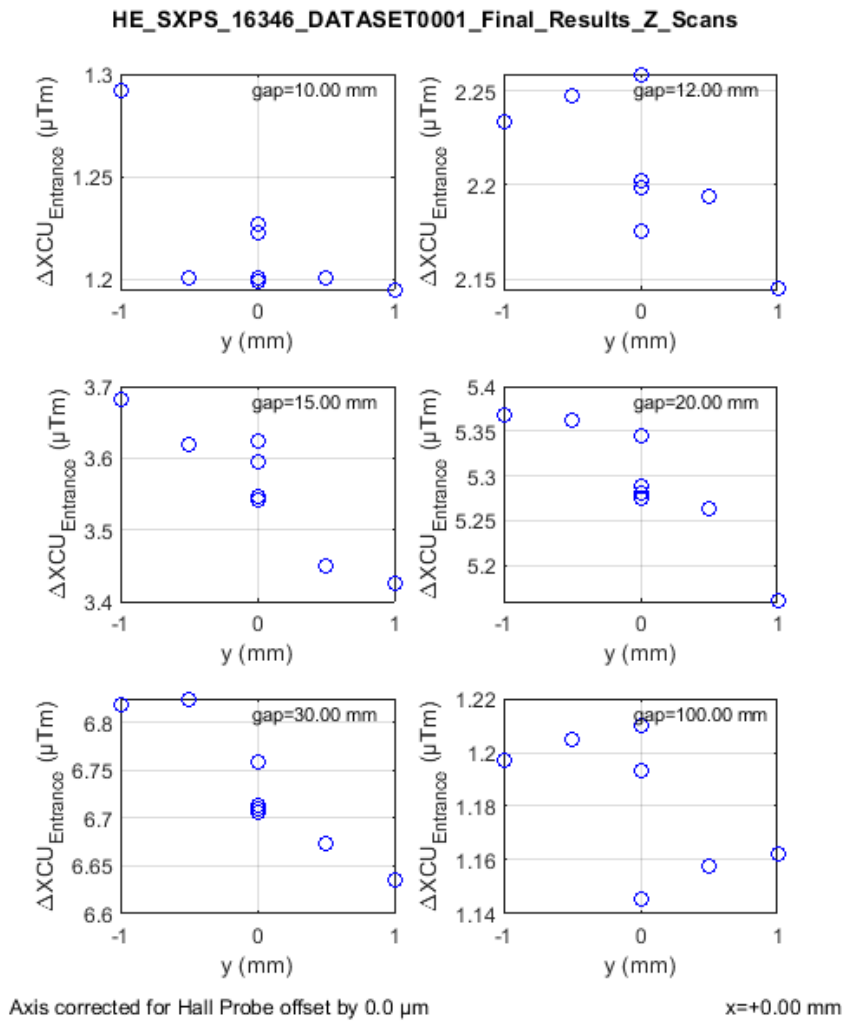 HE_SXPS_16346_DATASET0001_Final_Results_Z_Scans
ΔXCU_Entrance (μTm)
1.3
1.25
1.2
gap=10.00 mm
-1 0 1
y (mm)
ΔXCU_Entrance (μTm)
2.25
2.2
2.15
gap=12.00 mm
-1 0 1
y (mm)
ΔXCU_Entrance (μTm)
3.7
3.6
3.5
3.4
gap=15.00 mm
-1 0 1
y (mm)
ΔXCU_Entrance (μTm)
5.4
5.35
5.3
5.25
5.2
gap=20.00 mm
-1 0 1
y (mm)
ΔXCU_Entrance (μTm)
6.8
6.75
6.7
6.65
6.6
gap=30.00 mm
-1 0 1
y (mm)
ΔXCU_Entrance (μTm)
1.22
1.2
1.18
1.16
1.14
gap=100.00 mm
-1 0 1
y (mm)
Axis corrected for Hall Probe offset by 0.0 μm
x=+0.00 mm